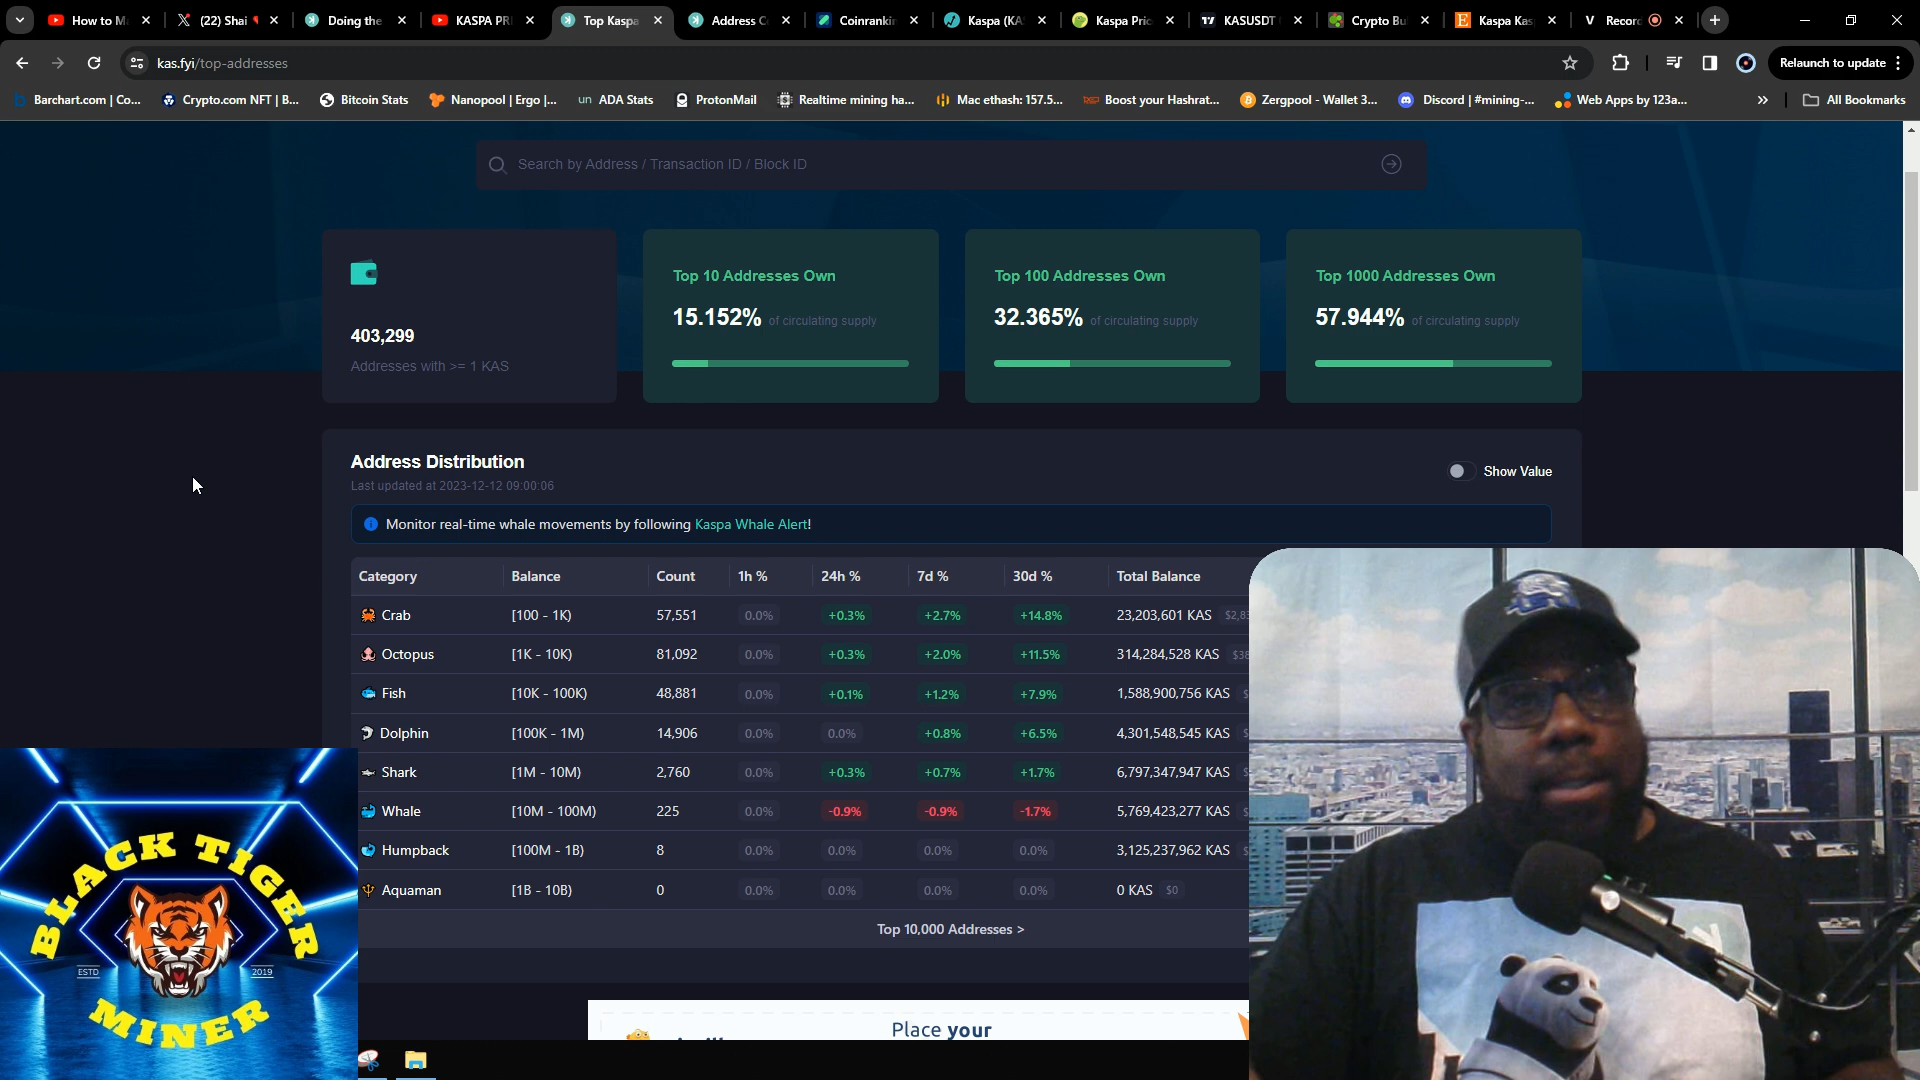 How to M
(22) Shai
Doing the
KASPA PR
Top Kaspa
Address C
Coinrankin
Kaspa (KA
Kaspa Pric
KASUSDT
Crypto Bu
Kaspa Kas
Recor
kas.fyi/top-addresses
Relaunch to update
Barchart.com | Co...
Crypto.com NFT | B...
Bitcoin Stats
Nanopool | Ergo |...
ADA Stats
ProtonMail
Realtime mining ha...
Mac ethash: 157.5...
Boost your Hashrat...
Zergpool - Wallet 3...
Discord | #mining-...
Web Apps by 123a...
All Bookmarks
Search by Address / Transaction ID / Block ID
403,299
Addresses with >= 1 KAS
Top 10 Addresses Own
15.152% of circulating supply
Top 100 Addresses Own
32.365% of circulating supply
Top 1000 Addresses Own
57.944% of circulating supply
Address Distribution
Last updated at 2023-12-12 09:00:06
Show Value
Monitor real-time whale movements by following Kaspa Whale Alert!
Category Balance Count 1h % 24h % 7d % 30d % Total Balance
Crab [100 - 1K) 57,551 0.0% +0.3% +2.7% +14.8% 23,203,601 KAS $2,83
Octopus [1K - 10K) 81,092 0.0% +0.3% +2.0% +11.5% 314,284,528 KAS $38
Fish [10K - 100K) 48,881 0.0% +0.1% +1.2% +7.9% 1,588,900,756 KAS $
Dolphin [100K - 1M) 14,906 0.0% 0.0% +0.8% +6.5% 4,301,548,545 KAS $
Shark [1M - 10M) 2,760 0.0% +0.3% +0.7% +1.7% 6,797,347,947 KAS $
Whale [10M - 100M) 225 0.0% -0.9% -0.9% -1.7% 5,769,423,277 KAS $
Humpback [100M - 1B) 8 0.0% 0.0% 0.0% 0.0% 3,125,237,962 KAS $
Aquaman [1B - 10B) 0 0.0% 0.0% 0.0% 0.0% 0 KAS $0
Top 10,000 Addresses >
Place your
BLACK TIGER
ESTD 2019
MINER